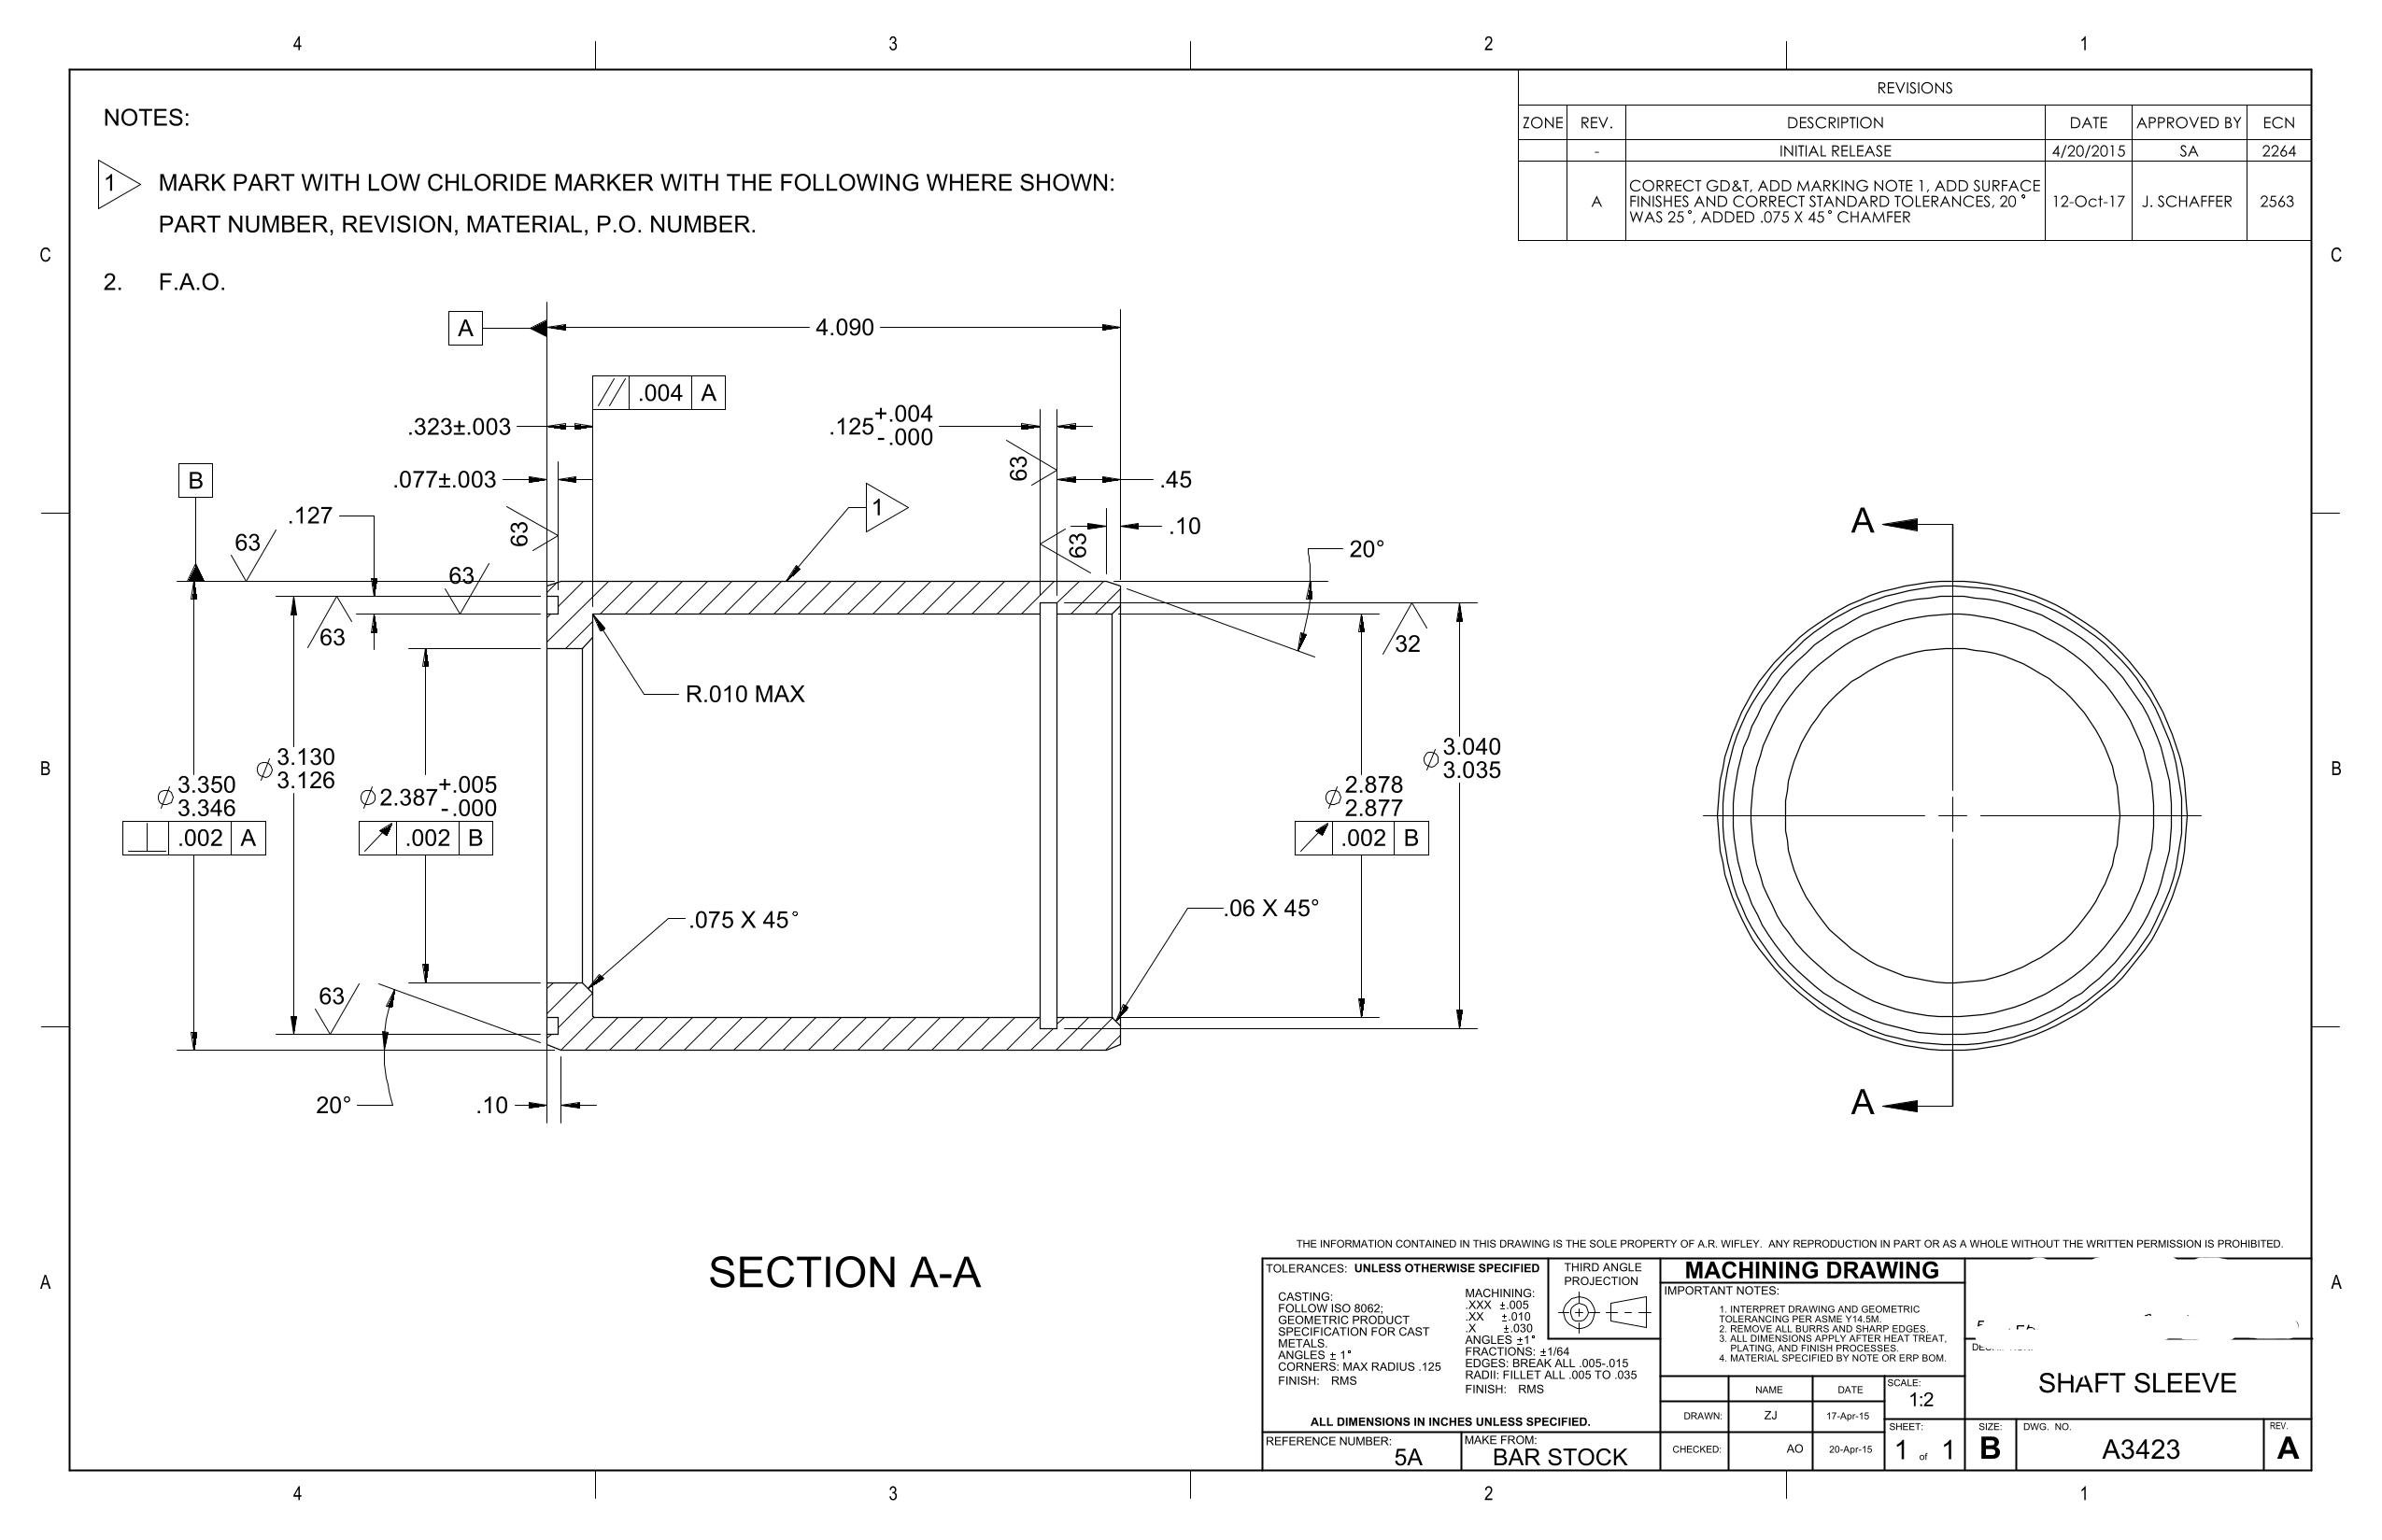 4 3 2 1
NOTES:
1 MARK PART WITH LOW CHLORIDE MARKER WITH THE FOLLOWING WHERE SHOWN:
PART NUMBER, REVISION, MATERIAL, P.O. NUMBER.
2. F.A.O.
REVISIONS
ZONE REV. DESCRIPTION DATE APPROVED BY ECN
- INITIAL RELEASE 4/20/2015 SA 2264
A CORRECT GD&T, ADD MARKING NOTE 1, ADD SURFACE
FINISHES AND CORRECT STANDARD TOLERANCES, 20° 12-Oct-17 J. SCHAFFER 2563
WAS 25°, ADDED .075 X 45° CHAMFER
C C
A 4.090
// .004 A
.323±.003
.125 +.004
-.000
.077±.003
.45
B
.127
63
63
63
63
63
63
1
.10
20°
32
R.010 MAX
B B
⌀ 3.350
3.346
⊥ .002 A
⌀ 3.130
3.126
⌀ 2.387 +.005
-.000
↗ .002 B
⌀ 2.878
2.877
↗ .002 B
⌀ 3.040
3.035
.075 X 45°
.06 X 45°
63
20°
.10
A
A
SECTION A-A
A A
THE INFORMATION CONTAINED IN THIS DRAWING IS THE SOLE PROPERTY OF A.R. WIFLEY. ANY REPRODUCTION IN PART OR AS A WHOLE WITHOUT THE WRITTEN PERMISSION IS PROHIBITED.
TOLERANCES: UNLESS OTHERWISE SPECIFIED
CASTING:
FOLLOW ISO 8062;
GEOMETRIC PRODUCT
SPECIFICATION FOR CAST
METALS.
ANGLES ± 1°
CORNERS: MAX RADIUS .125
FINISH: RMS
MACHINING:
.XXX ±.005
.XX ±.010
.X ±.030
ANGLES ±1°
FRACTIONS: ±1/64
EDGES: BREAK ALL .005-.015
RADII: FILLET ALL .005 TO .035
FINISH: RMS
ALL DIMENSIONS IN INCHES UNLESS SPECIFIED.
THIRD ANGLE
PROJECTION
REFERENCE NUMBER:
5A
MAKE FROM:
BAR STOCK
MACHINING DRAWING
IMPORTANT NOTES:
1. INTERPRET DRAWING AND GEOMETRIC
TOLERANCING PER ASME Y14.5M.
2. REMOVE ALL BURRS AND SHARP EDGES.
3. ALL DIMENSIONS APPLY AFTER HEAT TREAT,
PLATING, AND FINISH PROCESSES.
4. MATERIAL SPECIFIED BY NOTE OR ERP BOM.
NAME DATE
DRAWN: ZJ 17-Apr-15
CHECKED: AO 20-Apr-15
SCALE:
1:2
SHEET:
1 of 1
SHAFT SLEEVE
SIZE:
B
DWG. NO.
A3423
REV.
A
4 3 2 1